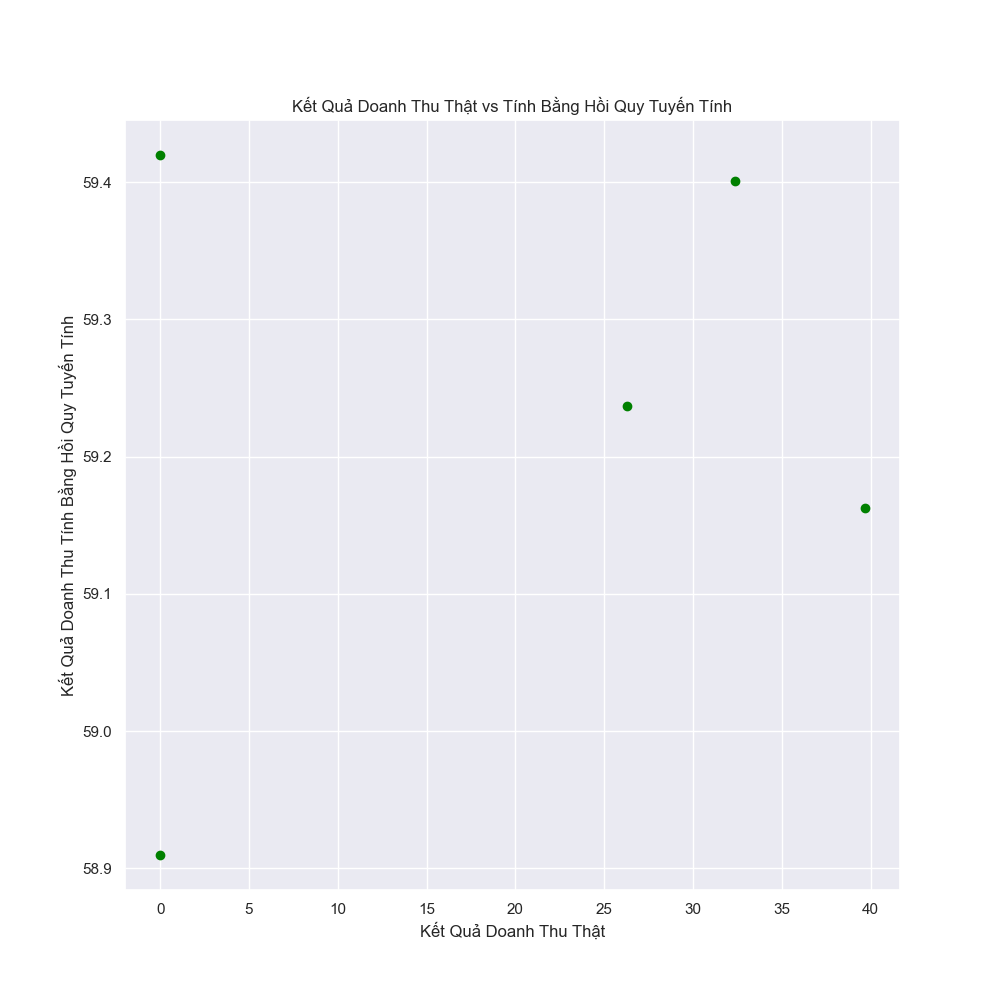 Kết Quả Doanh Thu Thật vs Tính Bằng Hồi Quy Tuyến Tính
Kết Quả Doanh Thu Tính Bằng Hồi Quy Tuyến Tính
59.4
59.3
59.2
59.1
59.0
58.9
0 5 10 15 20 25 30 35 40
Kết Quả Doanh Thu Thật